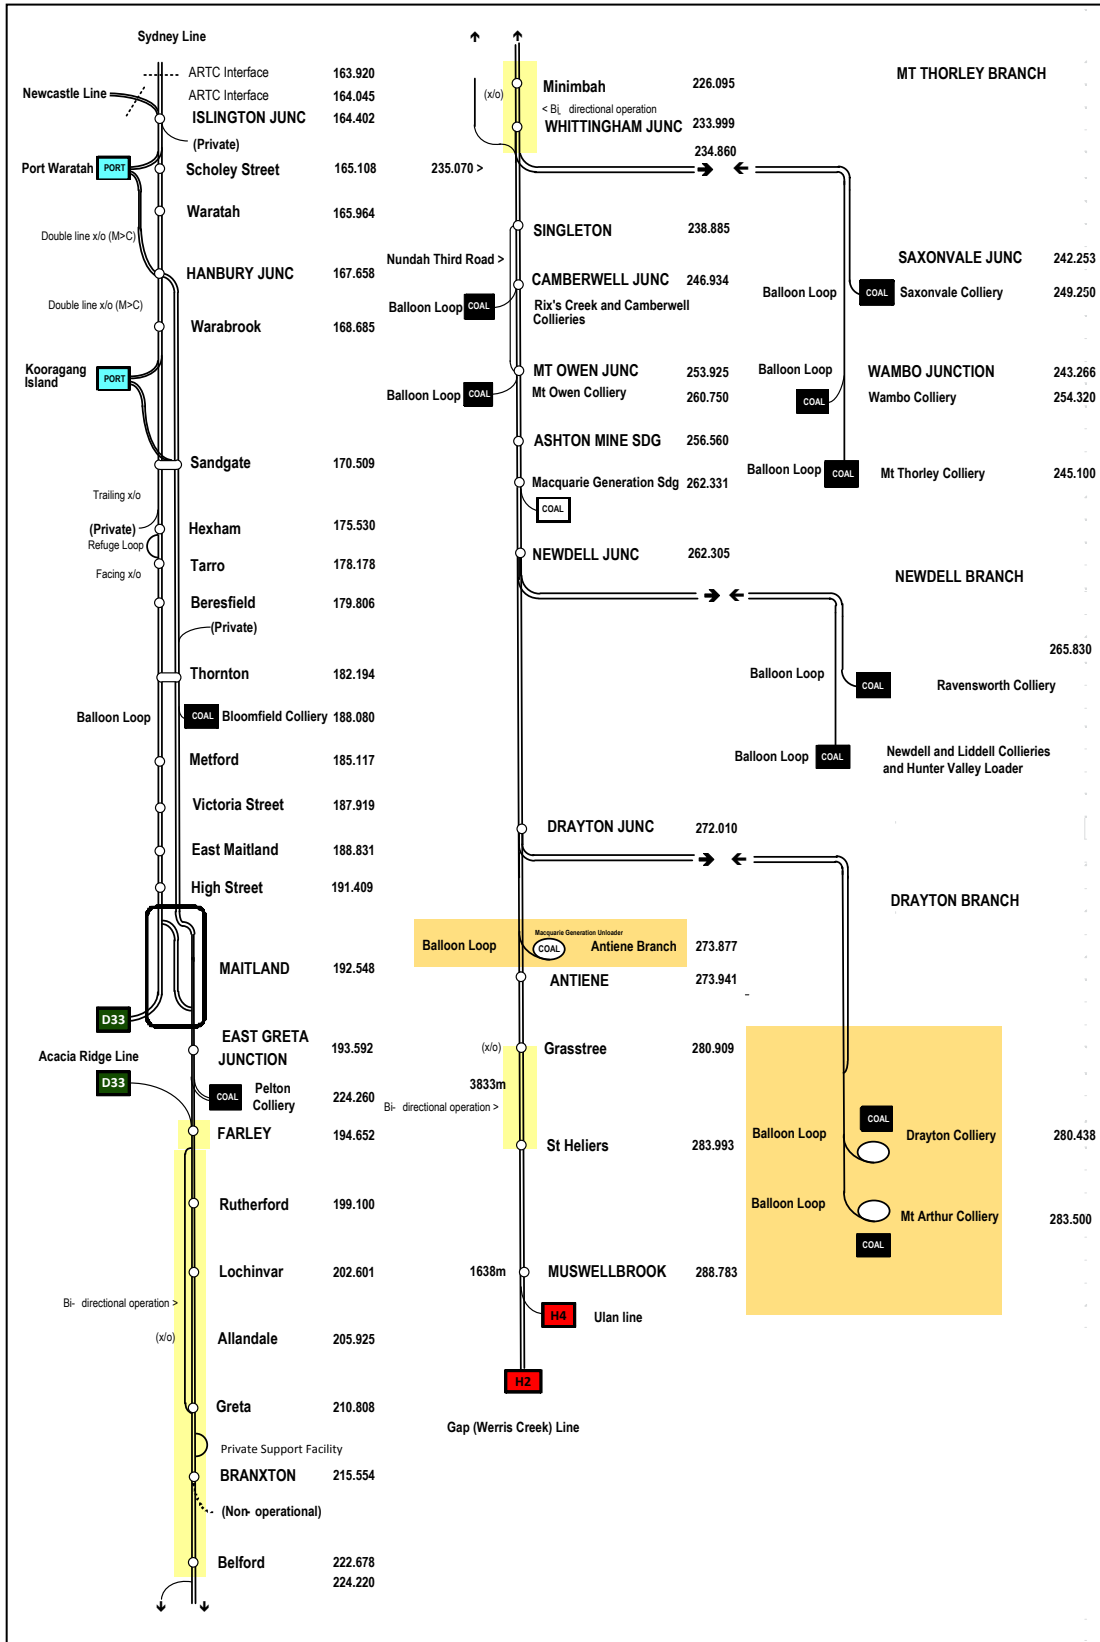 Sydney Line
ARTC Interface 163.920
Newcastle Line
ARTC Interface 164.045
ISLINGTON JUNC 164.402
(Private)
Port Waratah PORT
Scholey Street 165.108
Waratah 165.964
Double line x/o (M>C)
HANBURY JUNC 167.658
Double line x/o (M>C)
Warabrook 168.685
Kooragang
Island
PORT
Sandgate 170.509
Trailing x/o
(Private)
Hexham 175.530
Refuge Loop
Tarro 178.178
Facing x/o
Beresfield 179.806
(Private)
Thornton 182.194
Balloon Loop COAL Bloomfield Colliery 188.080
Metford 185.117
Victoria Street 187.919
East Maitland 188.831
High Street 191.409
MAITLAND 192.548
D33
EAST GRETA
JUNCTION 193.592
Acacia Ridge Line
D33
COAL Pelton
Colliery 224.260
FARLEY 194.652
Rutherford 199.100
Lochinvar 202.601
Bi- directional operation >
(x/o)
Allandale 205.925
Greta 210.808
Private Support Facility
BRANXTON 215.554
(Non- operational)
Belford 222.678
224.220
Minimbah 226.095
(x/o)
< Bi, directional operation
WHITTINGHAM JUNC 233.999
234.860
235.070 >
SINGLETON 238.885
Nundah Third Road >
CAMBERWELL JUNC 246.934
Balloon Loop COAL Rix's Creek and Camberwell
Collieries
MT OWEN JUNC 253.925
Balloon Loop COAL Mt Owen Colliery 260.750
ASHTON MINE SDG 256.560
Macquarie Generation Sdg 262.331
COAL
NEWDELL JUNC 262.305
DRAYTON JUNC 272.010
Macquarie Generation Unloader
Balloon Loop COAL Antiene Branch 273.877
ANTIENE 273.941
(x/o) Grasstree 280.909
3833m
Bi- directional operation >
St Heliers 283.993
1638m MUSWELLBROOK 288.783
H4 Ulan line
H2
Gap (Werris Creek) Line
MT THORLEY BRANCH
SAXONVALE JUNC 242.253
Balloon Loop COAL Saxonvale Colliery 249.250
Balloon Loop WAMBO JUNCTION 243.266
COAL Wambo Colliery 254.320
Balloon Loop COAL Mt Thorley Colliery 245.100
NEWDELL BRANCH
265.830
Balloon Loop COAL Ravensworth Colliery
Balloon Loop COAL Newdell and Liddell Collieries
and Hunter Valley Loader
DRAYTON BRANCH
COAL
Balloon Loop Drayton Colliery 280.438
Balloon Loop Mt Arthur Colliery 283.500
COAL